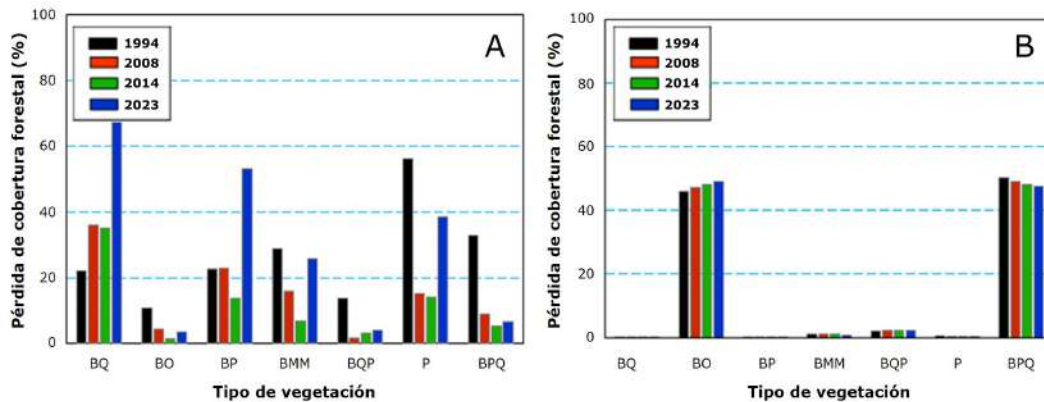 Pérdida de cobertura forestal (%)
100
80
60
40
20
0
1994
2008
2014
2023
A
BQ BO BP BMM BQP P BPQ
Tipo de vegetación
Pérdida de cobertura forestal (%)
100
80
60
40
20
0
1994
2008
2014
2023
B
BQ BO BP BMM BQP P BPQ
Tipo de vegetación